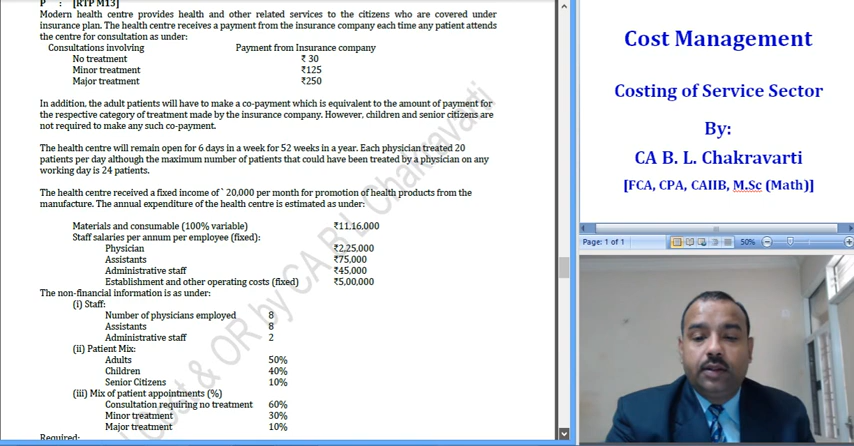 P : [RTP M13]
Modern health centre provides health and other related services to the citizens who are covered under
insurance plan. The health centre receives a payment from the insurance company each time any patient attends
the centre for consultation as under:
Consultations involving Payment from Insurance company
No treatment ₹ 30
Minor treatment ₹125
Major treatment ₹250
In addition, the adult patients will have to make a co-payment which is equivalent to the amount of payment for
the respective category of treatment made by the insurance company. However, children and senior citizens are
not required to make any such co-payment.
The health centre will remain open for 6 days in a week for 52 weeks in a year. Each physician treated 20
patients per day although the maximum number of patients that could have been treated by a physician on any
working day is 24 patients.
The health centre received a fixed income of ` 20,000 per month for promotion of health products from the
manufacture. The annual expenditure of the health centre is estimated as under:
Materials and consumable (100% variable) ₹11,16,000
Staff salaries per annum per employee (fixed):
Physician ₹2,25,000
Assistants ₹75,000
Administrative staff ₹45,000
Establishment and other operating costs (fixed) ₹5,00,000
The non-financial information is as under:
(i) Staff:
Number of physicians employed 8
Assistants 8
Administrative staff 2
(ii) Patient Mix:
Adults 50%
Children 40%
Senior Citizens 10%
(iii) Mix of patient appointments (%)
Consultation requiring no treatment 60%
Minor treatment 30%
Major treatment 10%
Required:
Cost & OR by CA B L Chakravarti
Cost Management
Costing of Service Sector
By:
CA B. L. Chakravarti
[FCA, CPA, CAIIB, M.Sc (Math)]
Page: 1 of 1 50%